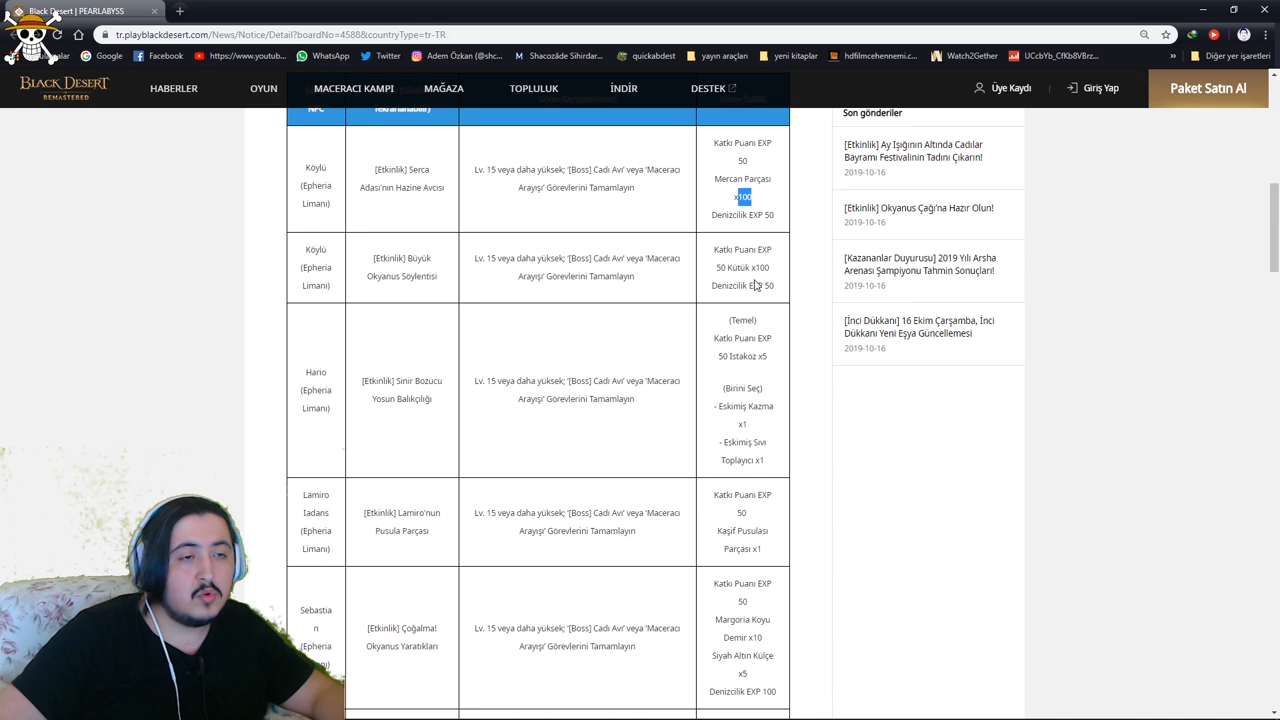 Black Desert | PEARLABYSS
tr.playblackdesert.com/News/Notice/Detail?boardNo=4588&countryType=tr-TR
Google
Facebook
https://www.youtub...
WhatsApp
Twitter
Adem Özkan (@shc...
Shacozâde Sihirdar...
quickabdest
yayın araçları
yeni kitaplar
hdfilmcehennemi.c...
Watch2Gether
UCcbYb_CfKb8VBrz...
Diğer yer işaretleri
BLACK DESERT
REMASTERED
HABERLER
OYUN
MACERACI KAMPI
MAĞAZA
TOPLULUK
İNDİR
DESTEK
Üye Kaydı
Giriş Yap
Paket Satın Al
NPC
Tekrarlanabilir)
Köylü
(Epheria
Limanı)
[Etkinlik] Serca
Adası'nın Hazine Avcısı
Lv. 15 veya daha yüksek; '[Boss] Cadı Avı' veya 'Maceracı
Arayışı' Görevlerini Tamamlayın
Katkı Puanı EXP
50
Mercan Parçası
x100
Denizcilik EXP 50
Köylü
(Epheria
Limanı)
[Etkinlik] Büyük
Okyanus Söylentisi
Lv. 15 veya daha yüksek; '[Boss] Cadı Avı' veya 'Maceracı
Arayışı' Görevlerini Tamamlayın
Katkı Puanı EXP
50 Kütük x100
Denizcilik EXP 50
Hario
(Epheria
Limanı)
[Etkinlik] Sinir Bozucu
Yosun Balıkçılığı
Lv. 15 veya daha yüksek; '[Boss] Cadı Avı' veya 'Maceracı
Arayışı' Görevlerini Tamamlayın
(Temel)
Katkı Puanı EXP
50 Istakoz x5
(Birini Seç)
- Eskimiş Kazma
x1
- Eskimiş Sıvı
Toplayıcı x1
Lamiro
Iadans
(Epheria
Limanı)
[Etkinlik] Lamiro'nun
Pusula Parçası
Lv. 15 veya daha yüksek; '[Boss] Cadı Avı' veya 'Maceracı
Arayışı' Görevlerini Tamamlayın
Katkı Puanı EXP
50
Kaşif Pusulası
Parçası x1
Sebastia
n
(Epheria
[Etkinlik] Çoğalma!
Okyanus Yaratıkları
Lv. 15 veya daha yüksek; '[Boss] Cadı Avı' veya 'Maceracı
Arayışı' Görevlerini Tamamlayın
Katkı Puanı EXP
50
Margoria Koyu
Demir x10
Siyah Altın Külçe
x5
Denizcilik EXP 100
Son gönderiler
[Etkinlik] Ay Işığının Altında Cadılar
Bayramı Festivalinin Tadını Çıkarın!
2019-10-16
[Etkinlik] Okyanus Çağı'na Hazır Olun!
2019-10-16
[Kazananlar Duyurusu] 2019 Yılı Arsha
Arenası Şampiyonu Tahmin Sonuçları!
2019-10-16
[İnci Dükkanı] 16 Ekim Çarşamba, İnci
Dükkanı Yeni Eşya Güncellemesi
2019-10-16